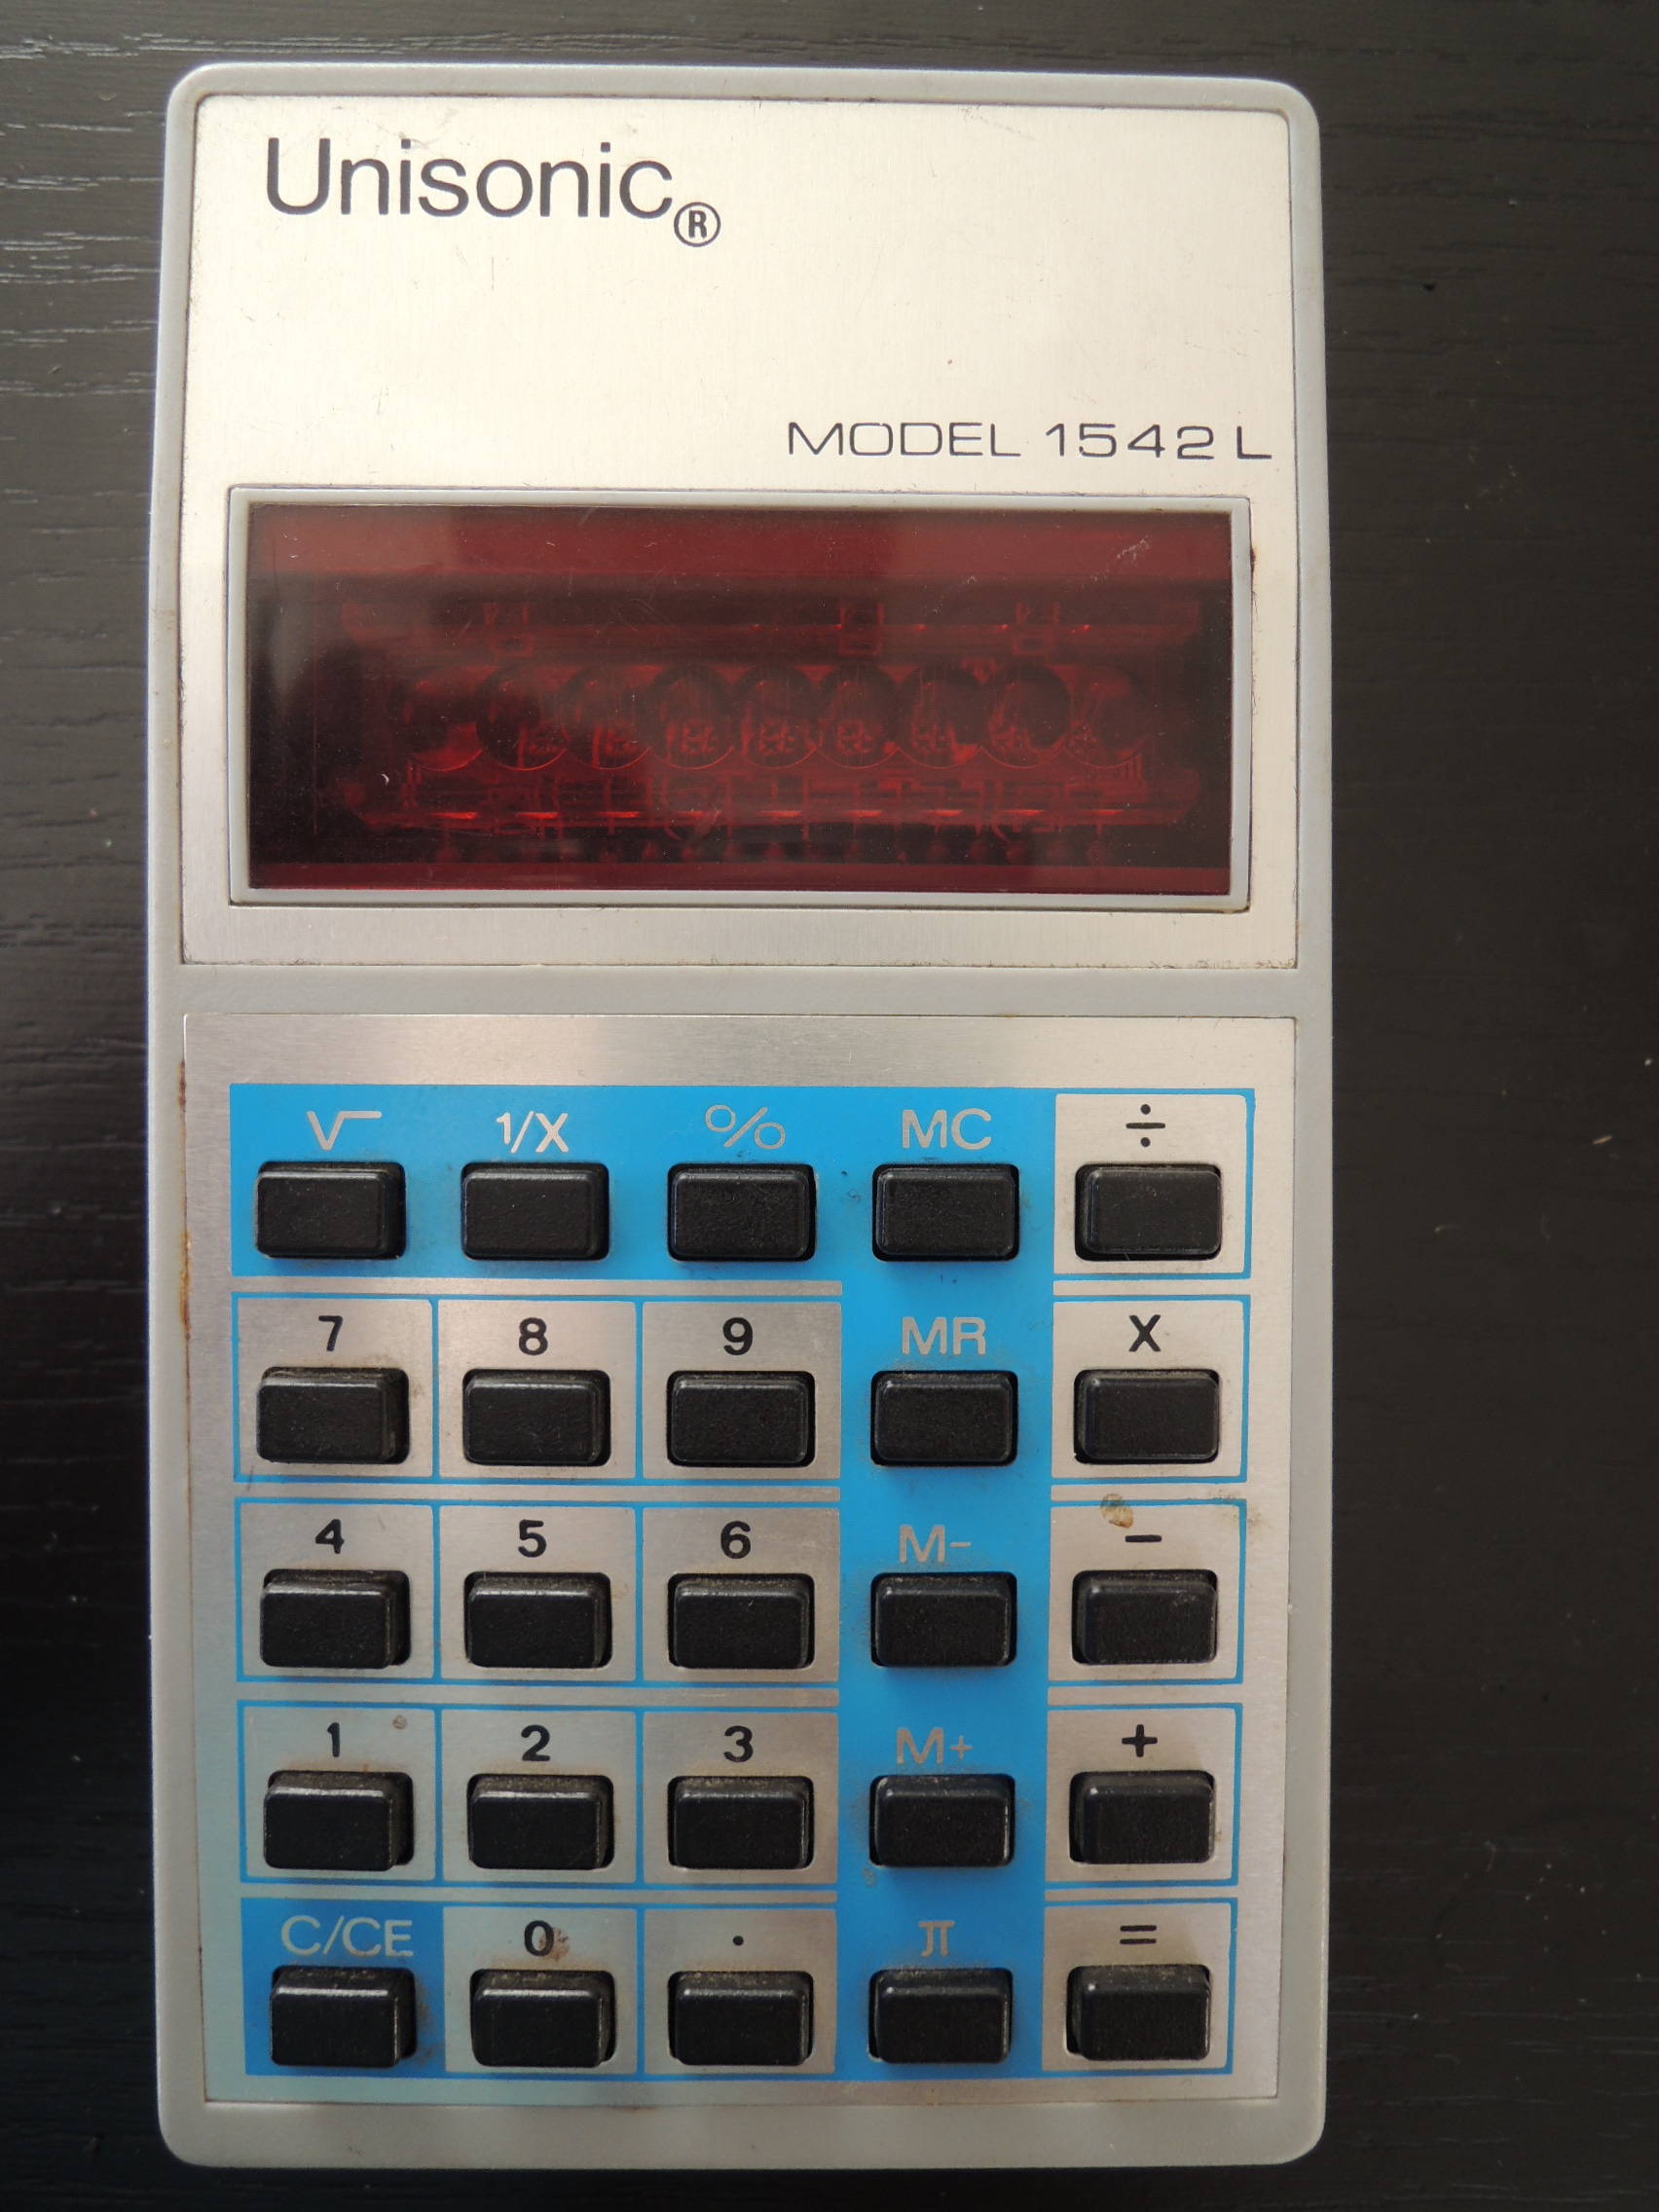 Unisonic®
MODEL 1542 L
√ 1/X % MC ÷
7 8 9 MR X
4 5 6 M- -
1 2 3 M+ +
C/CE 0 . π =